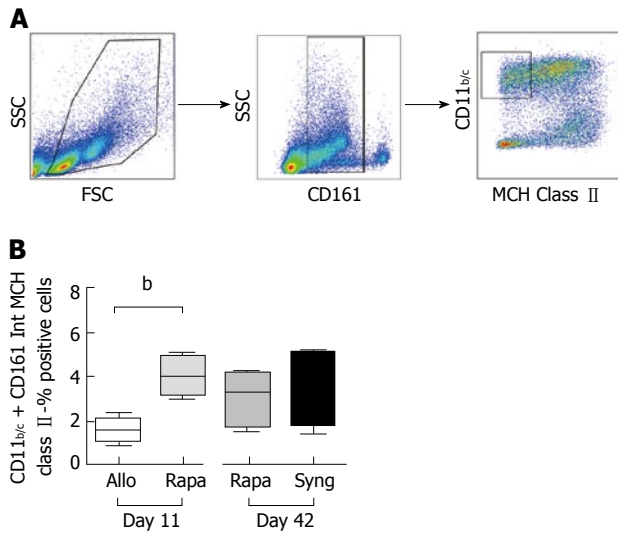 A
SSC
FSC
SSC
CD161
CD11b/c
MCH Class Ⅱ
B
b
CD11b/c + CD161 Int MCH
class Ⅱ-% positive cells
8
6
4
2
0
Allo
Rapa
Rapa
Syng
Day 11
Day 42